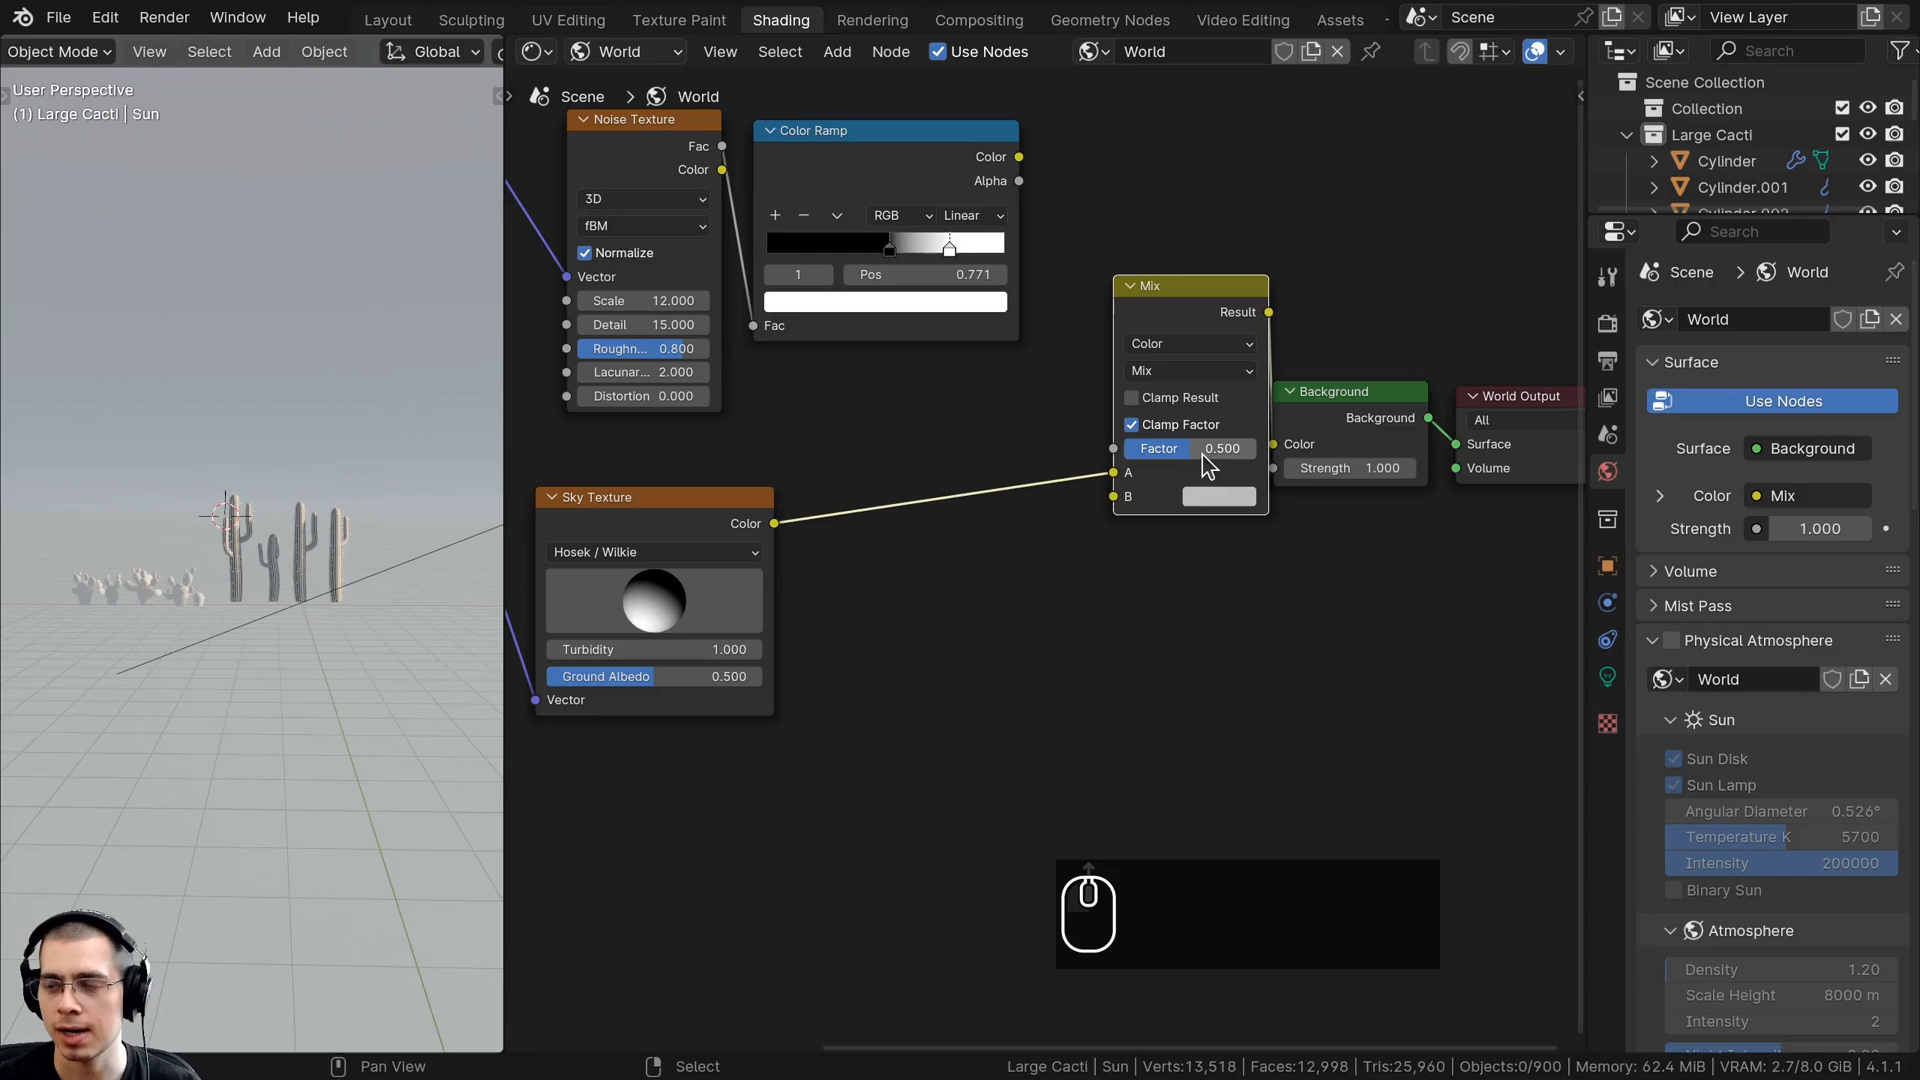 File Edit Render Window Help Layout Sculpting UV Editing Texture Paint Shading Rendering Compositing Geometry Nodes Video Editing Assets Scene View Layer
Object Mode View Select Add Object Global World View Select Add Node Use Nodes World Search
User Perspective
(1) Large Cacti | Sun
Scene > World
Noise Texture
Fac
Color
3D
fBM
Normalize
Vector
Scale 12.000
Detail 15.000
Roughn... 0.800
Lacunar... 2.000
Distortion 0.000
Color Ramp
Color
Alpha
RGB Linear
1 Pos 0.771
Fac
Sky Texture
Color
Hosek / Wilkie
Turbidity 1.000
Ground Albedo 0.500
Vector
Mix
Result
Color
Mix
Clamp Result
Clamp Factor
Factor 0.500
A
B
Background
Background
Color
Strength 1.000
World Output
All
Surface
Volume
Scene Collection
Collection
Large Cacti
Cylinder
Cylinder.001
Search
Scene > World
World
Surface
Use Nodes
Surface Background
Color Mix
Strength 1.000
Volume
Mist Pass
Physical Atmosphere
World
Sun
Sun Disk
Sun Lamp
Angular Diameter 0.526°
Temperature K 5700
Intensity 200000
Binary Sun
Atmosphere
Density 1.20
Scale Height 8000 m
Intensity 2
Pan View Select Large Cacti | Sun | Verts:13,518 | Faces:12,998 | Tris:25,960 | Objects:0/900 | Memory: 62.4 MiB | VRAM: 2.7/8.0 GiB | 4.1.1